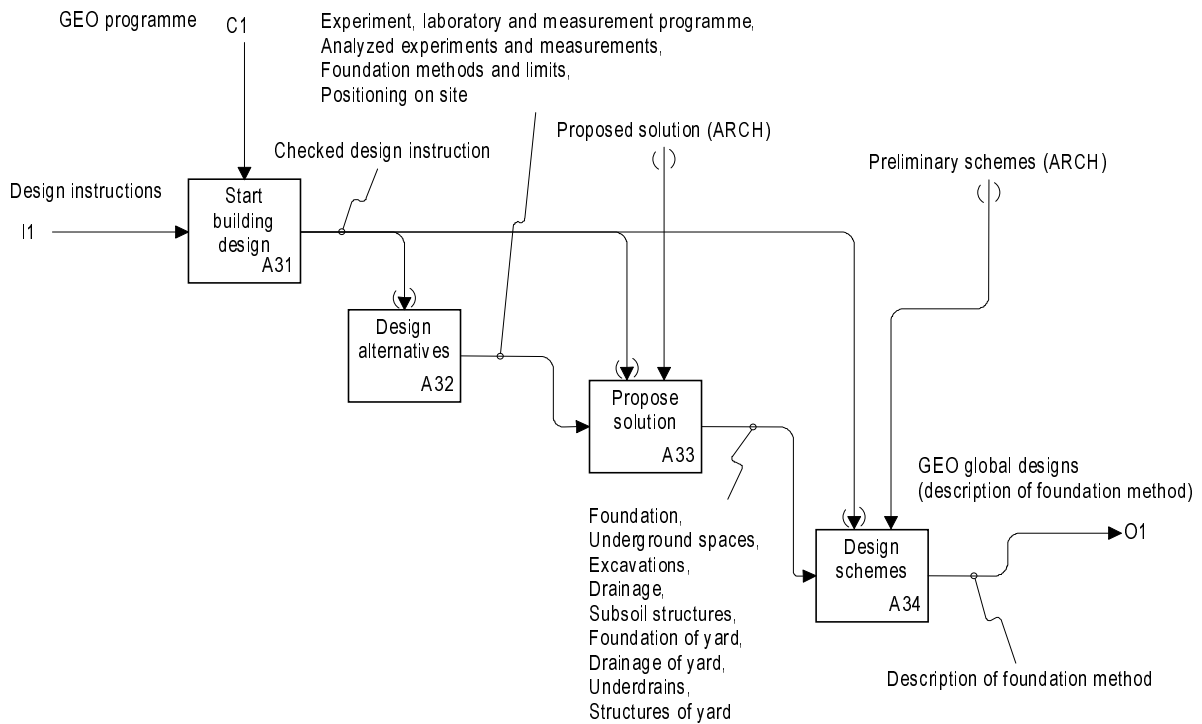 GEO programme
C1
Experiment, laboratory and measurement programme,
Analyzed experiments and measurements,
Foundation methods and limits,
Positioning on site
Proposed solution (ARCH)
Checked design instruction
Preliminary schemes (ARCH)
Design instructions
I1
Start
building
design
A31
Design
alternatives
A32
Propose
solution
A33
GEO global designs
(description of foundation method)
O1
Foundation,
Underground spaces,
Excavations,
Drainage,
Subsoil structures,
Foundation of yard,
Drainage of yard,
Underdrains,
Structures of yard
Design
schemes
A34
Description of foundation method